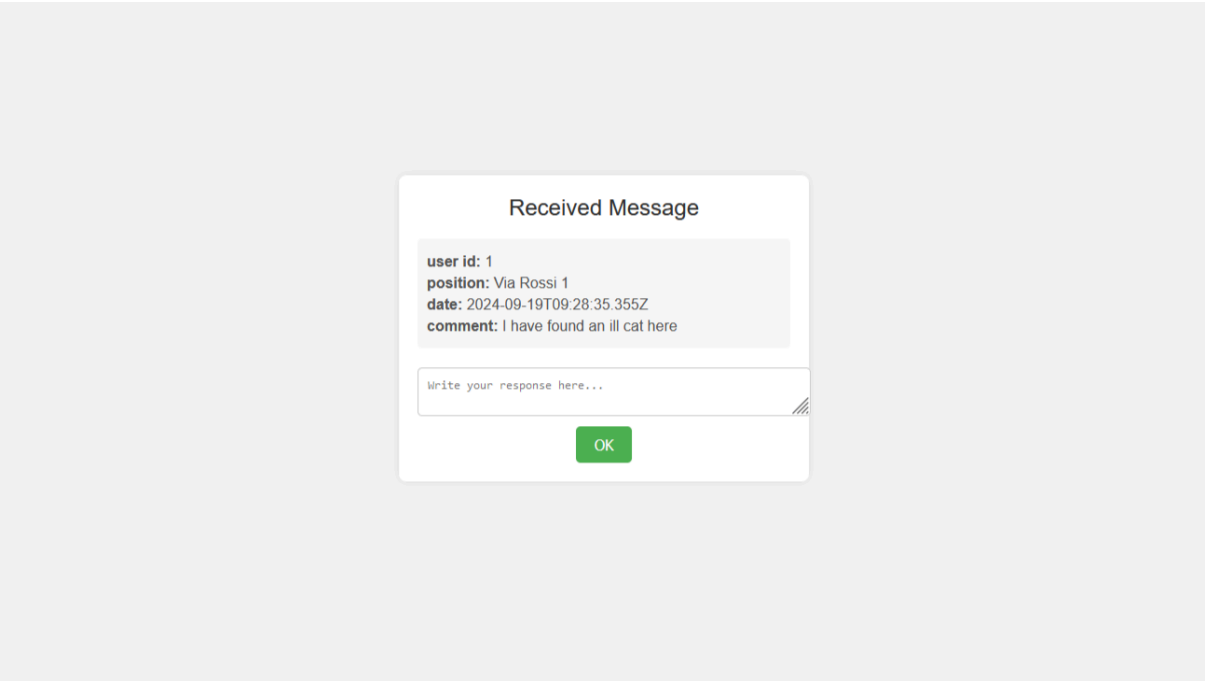 Received Message
user id: 1
position: Via Rossi 1
date: 2024-09-19T09:28:35.355Z
comment: I have found an ill cat here
Write your response here...
OK